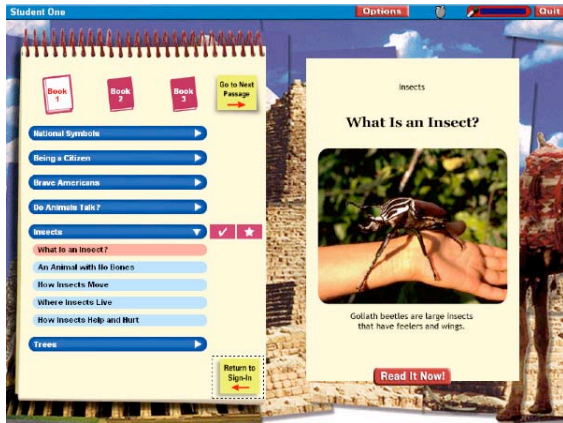 Student One
Options
Quit
Book
1
Book
2
Book
3
Go to Next
Passage
National Symbols
Being a Citizen
Brave Americans
Do Animals Talk?
Insects
What Is an Insect?
An Animal with No Bones
How Insects Move
Where Insects Live
How Insects Help and Hurt
Trees
Return to
Sign-In
Insects
What Is an Insect?
Goliath beetles are large insects
that have feelers and wings.
Read It Now!